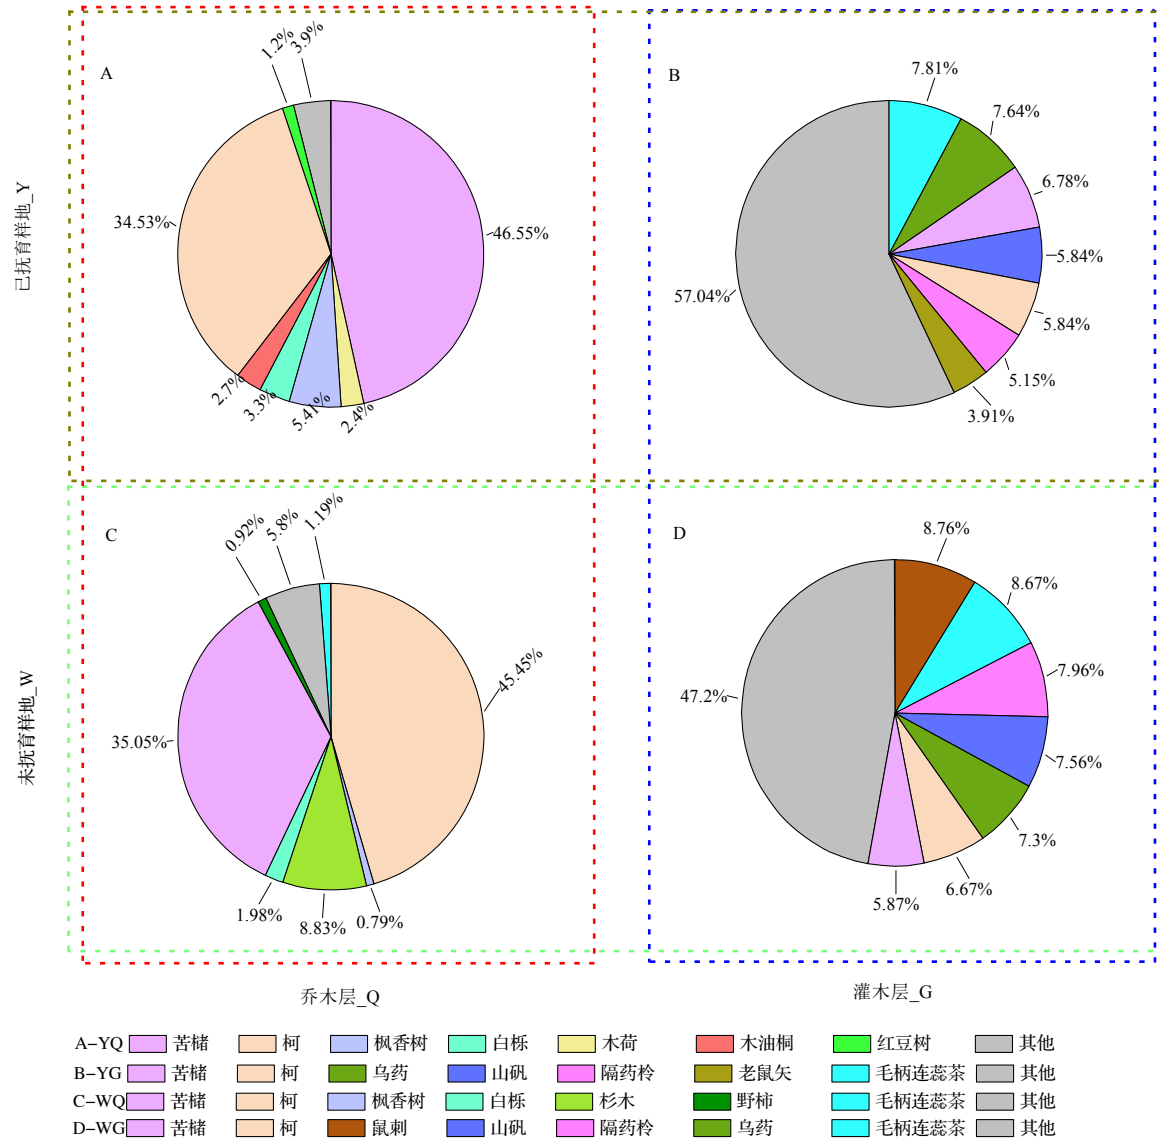 A
1.2%
3.9%
34.53%
46.55%
2.7%
3.3%
5.41%
2.4%
B
7.81%
7.64%
6.78%
5.84%
5.84%
5.15%
3.91%
57.04%
已抚育样地_Y
C
0.92%
5.8%
1.19%
45.45%
35.05%
1.98%
8.83%
0.79%
D
8.76%
8.67%
7.96%
7.56%
7.3%
6.67%
5.87%
47.2%
未抚育样地_W
乔木层_Q
灌木层_G
A–YQ 苦槠 柯 枫香树 白栎 木荷 木油桐 红豆树 其他
B–YG 苦槠 柯 乌药 山矾 隔药柃 老鼠矢 毛柄连蕊茶 其他
C–WQ 苦槠 柯 枫香树 白栎 杉木 野柿 毛柄连蕊茶 其他
D–WG 苦槠 柯 鼠刺 山矾 隔药柃 乌药 毛柄连蕊茶 其他